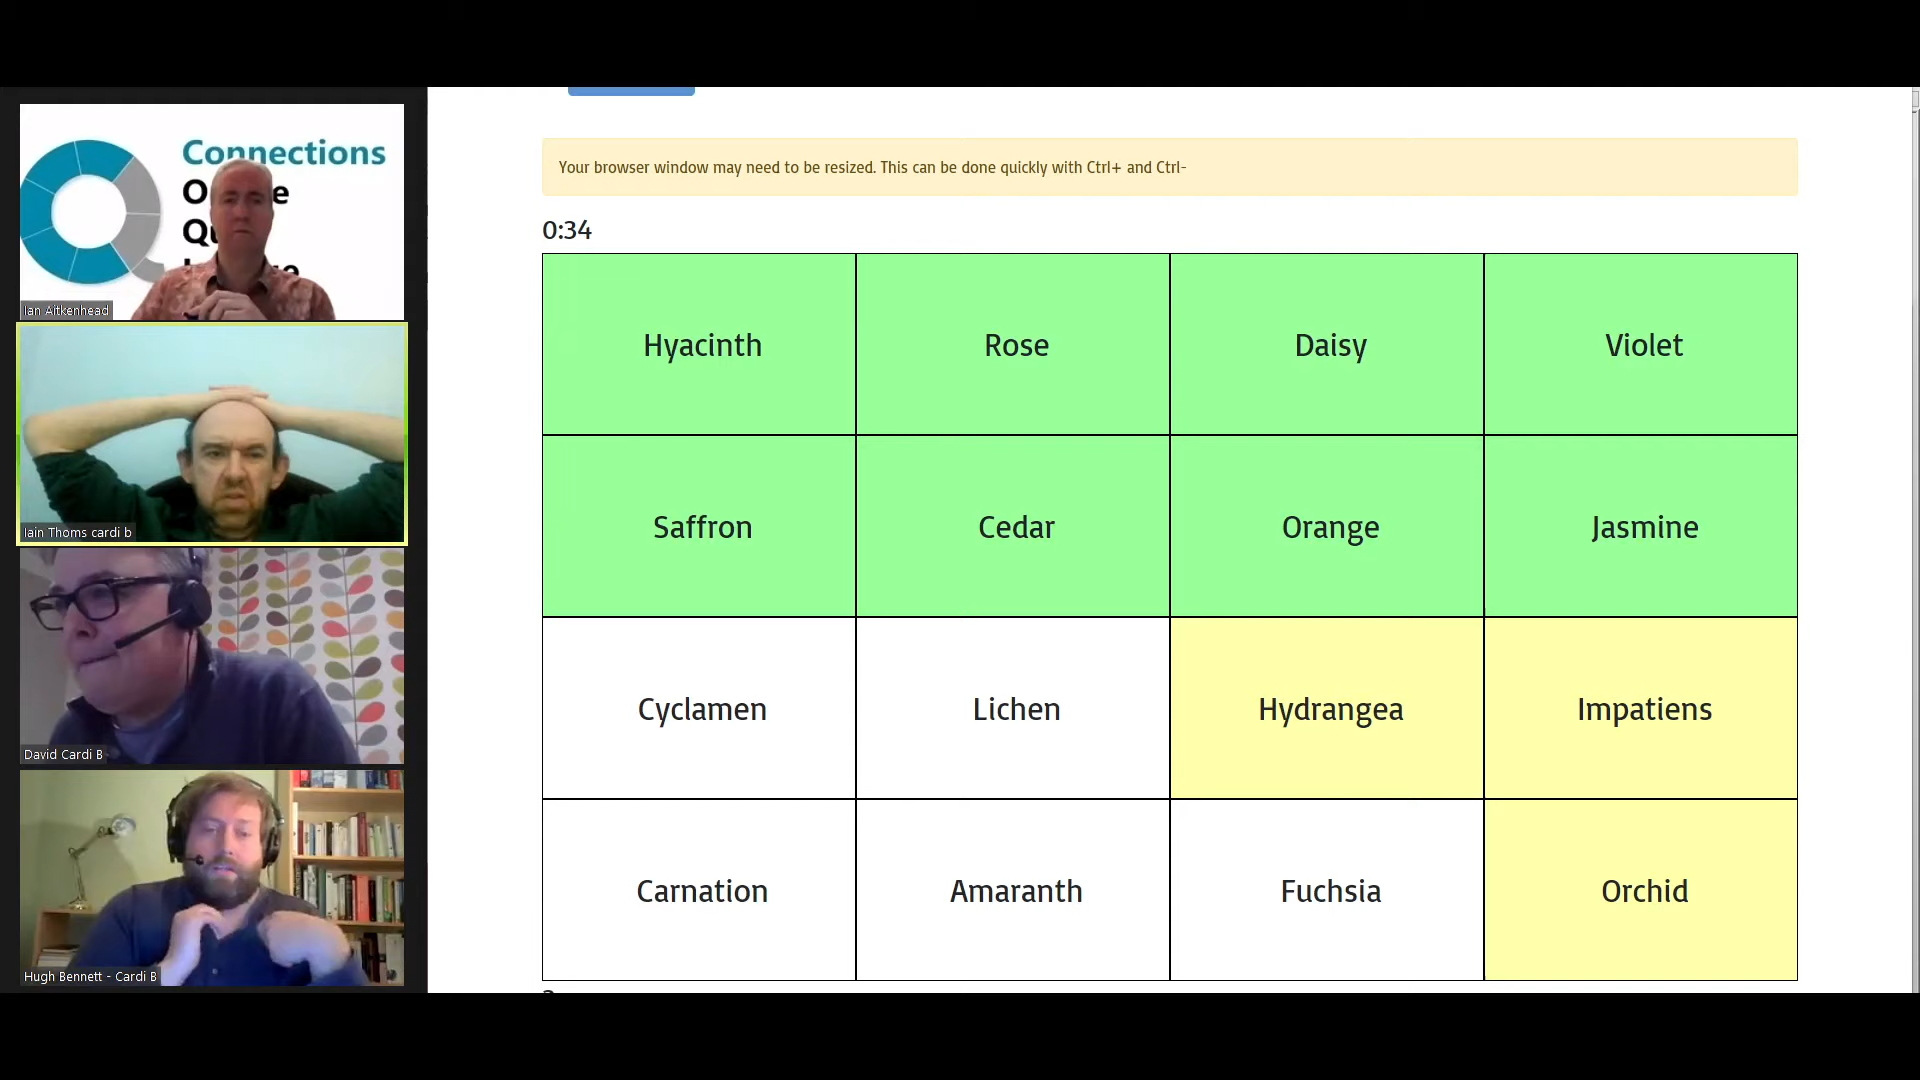 Connections
O e
Qu
e
Ian Aitkenhead
Iain Thoms cardi b
David Cardi B
Hugh Bennett - Cardi B
Your browser window may need to be resized. This can be done quickly with Ctrl+ and Ctrl-
0:34
Hyacinth Rose Daisy Violet
Saffron Cedar Orange Jasmine
Cyclamen Lichen Hydrangea Impatiens
Carnation Amaranth Fuchsia Orchid